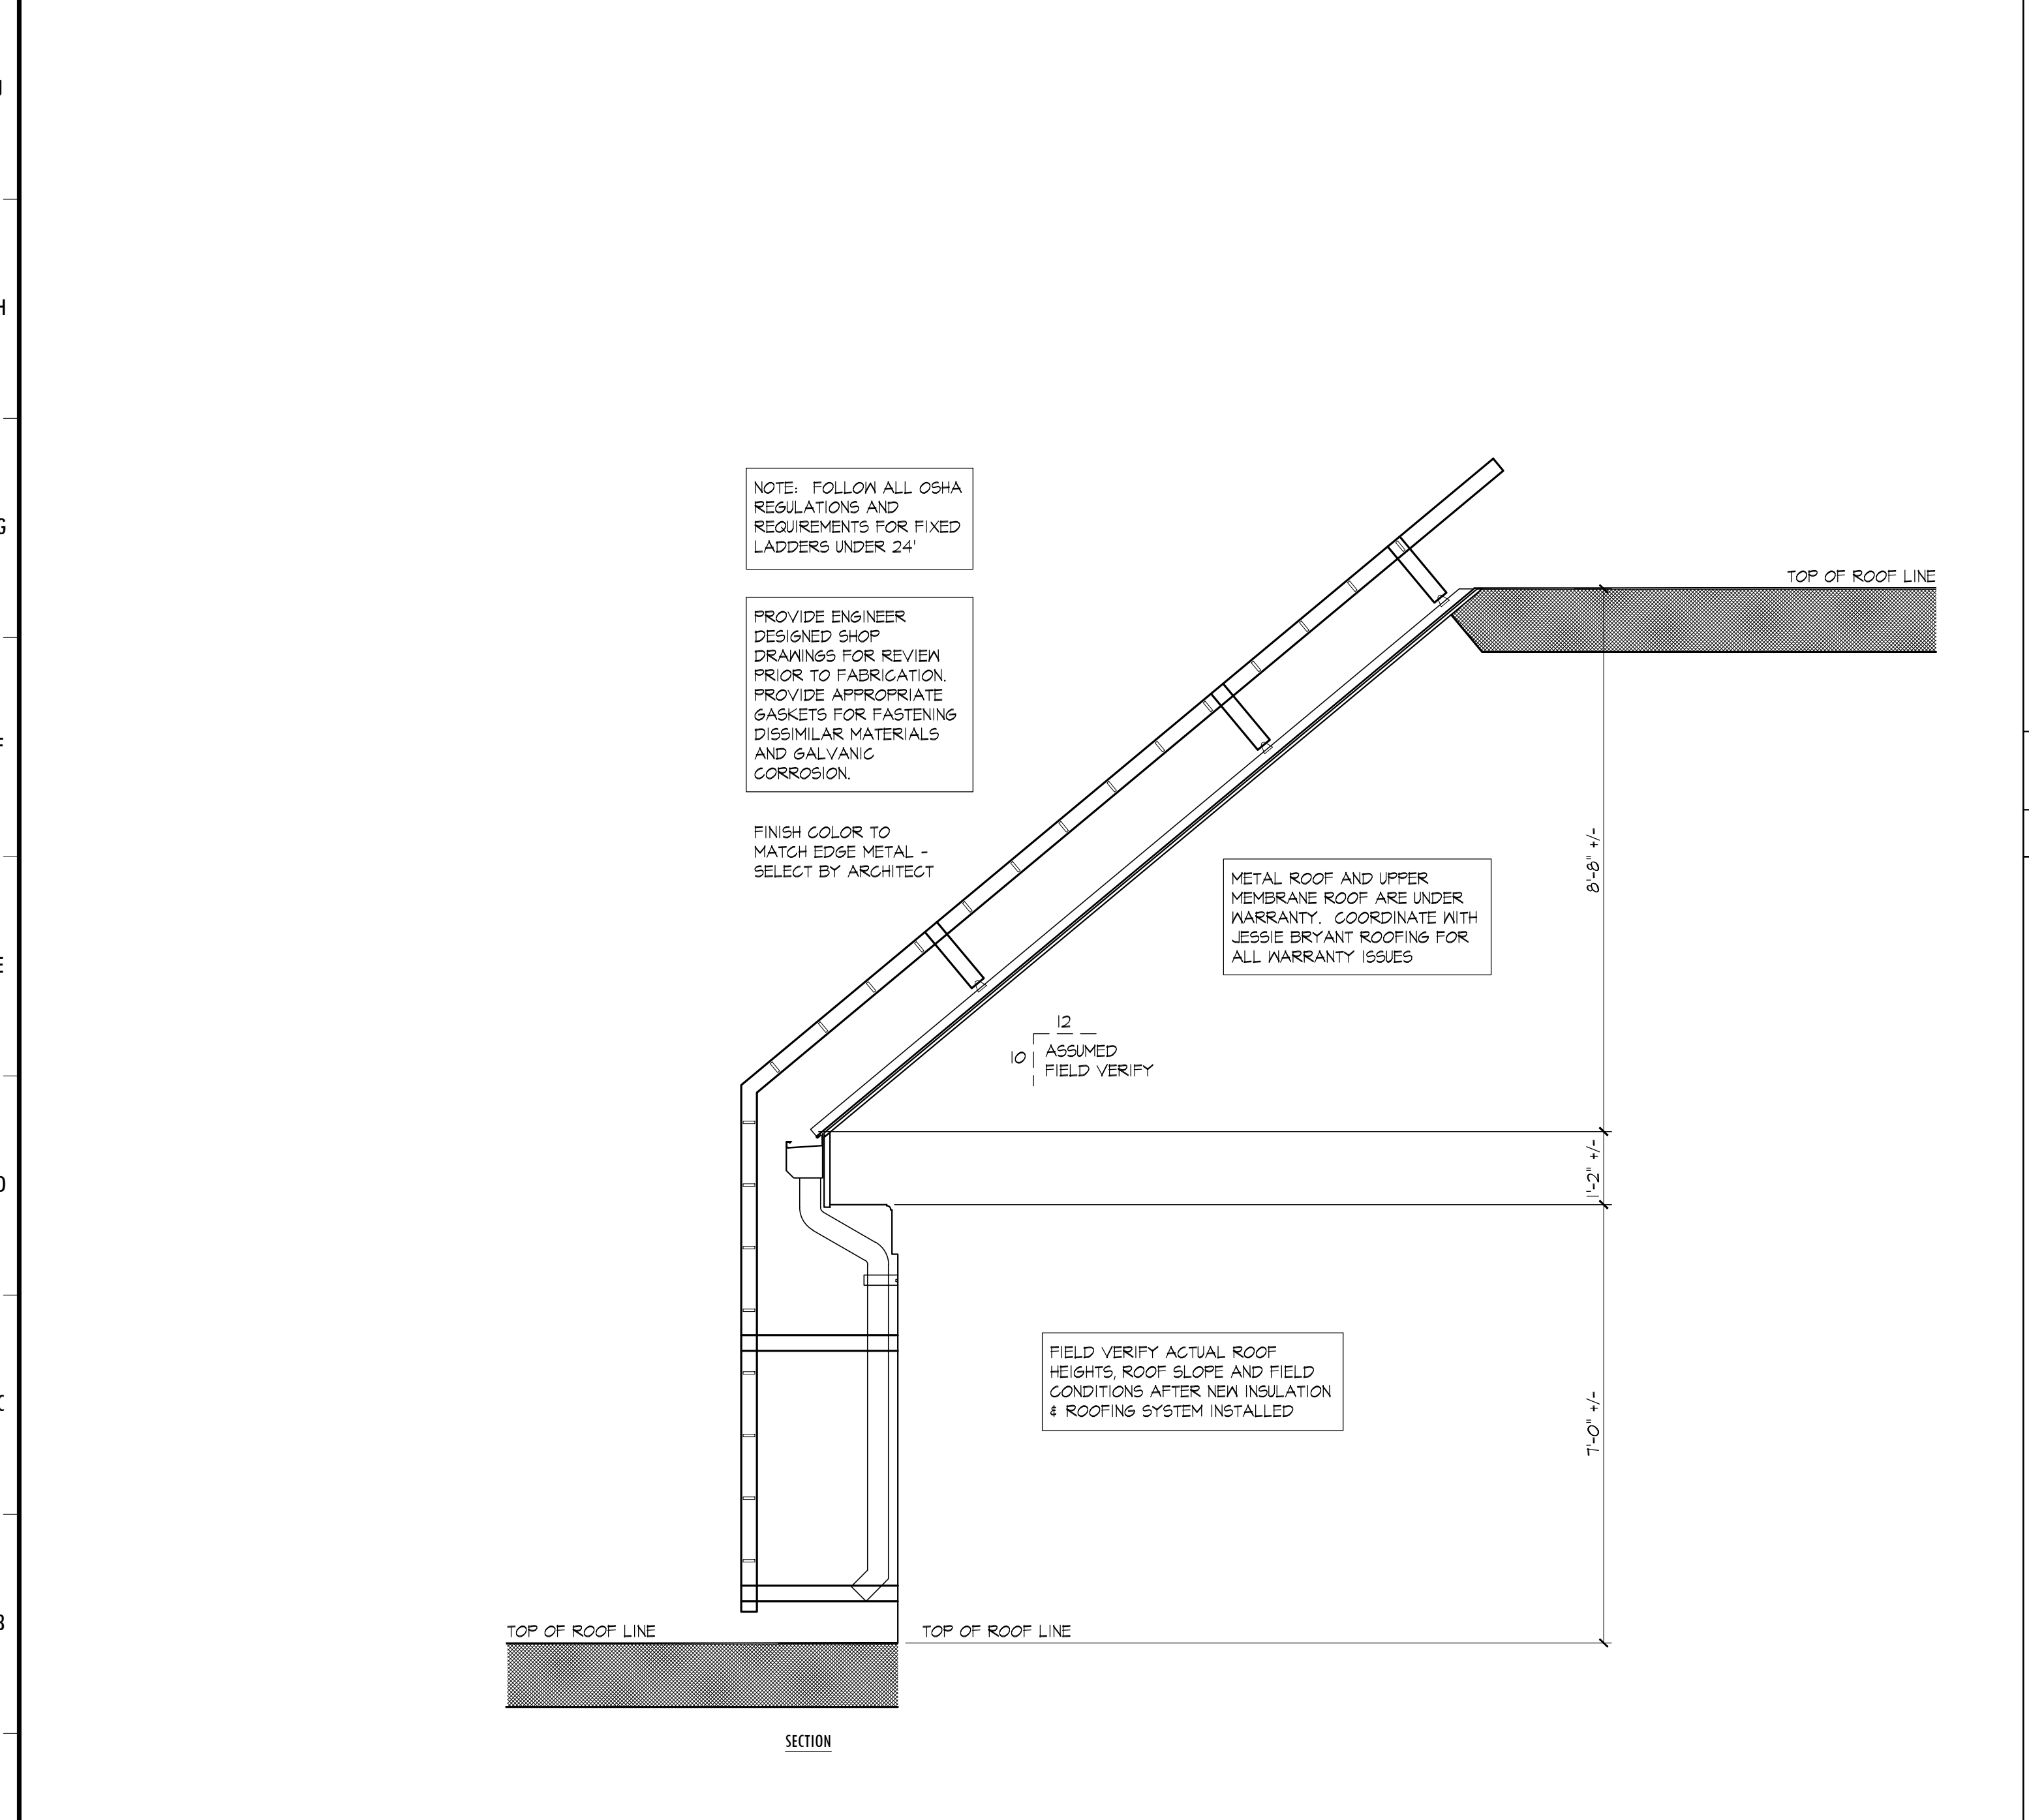 J
H
G
F
E
D
C
B
NOTE:  FOLLOW ALL OSHA
REGULATIONS AND
REQUIREMENTS FOR FIXED
LADDERS UNDER 24'
PROVIDE ENGINEER
DESIGNED SHOP
DRAWINGS FOR REVIEW
PRIOR TO FABRICATION.
PROVIDE APPROPRIATE
GASKETS FOR FASTENING
DISSIMILAR MATERIALS
AND GALVANIC
CORROSION.
FINISH COLOR TO
MATCH EDGE METAL -
SELECT BY ARCHITECT
TOP OF ROOF LINE
8'-8" +/-
METAL ROOF AND UPPER
MEMBRANE ROOF ARE UNDER
WARRANTY.  COORDINATE WITH
JESSIE BRYANT ROOFING FOR
ALL WARRANTY ISSUES
12
10
ASSUMED
FIELD VERIFY
1'-2" +/-
FIELD VERIFY ACTUAL ROOF
HEIGHTS, ROOF SLOPE AND FIELD
CONDITIONS AFTER NEW INSULATION
& ROOFING SYSTEM INSTALLED
7'-0" +/-
TOP OF ROOF LINE
TOP OF ROOF LINE
SECTION